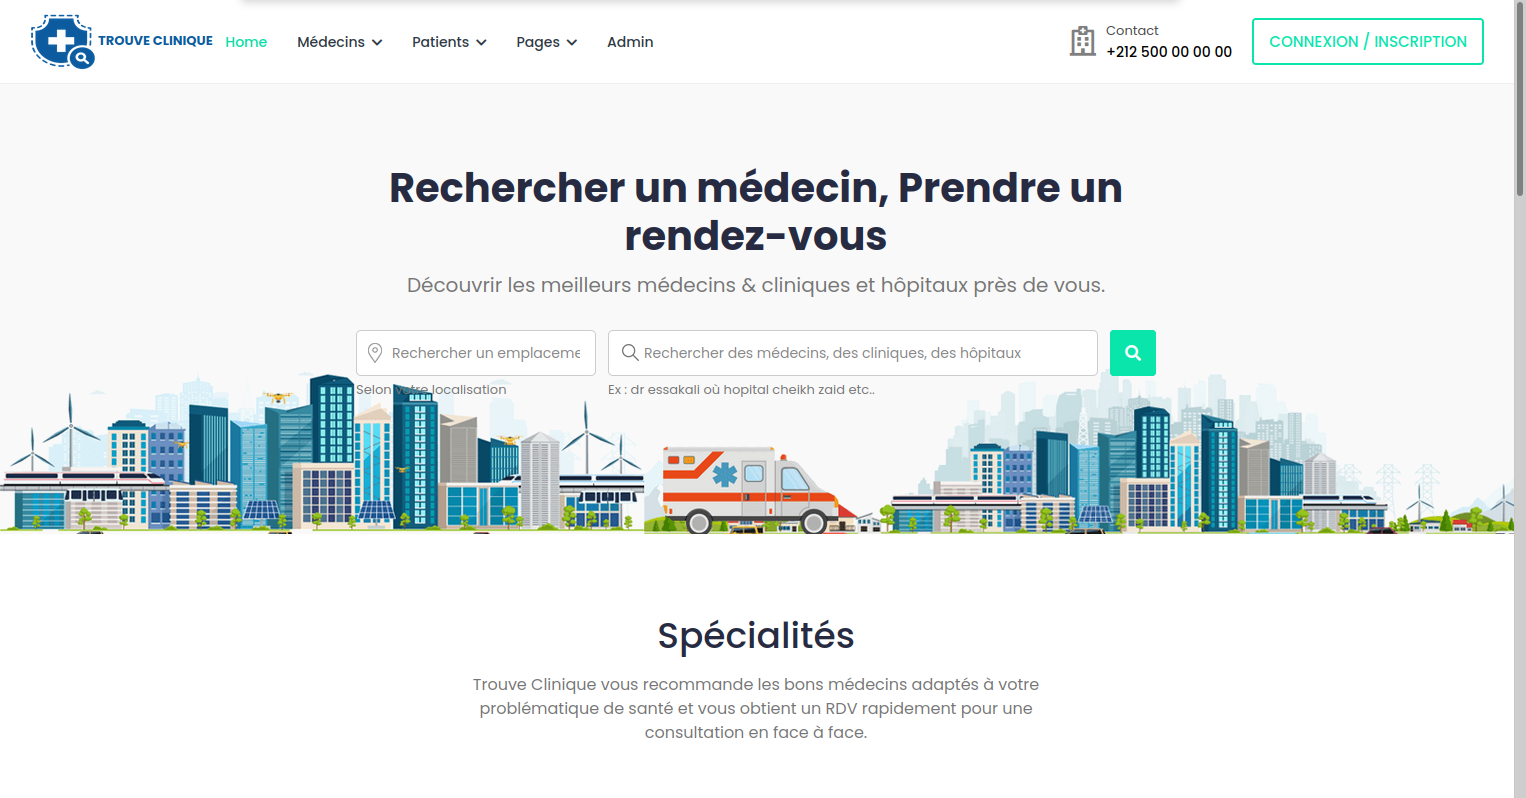 TROUVE CLINIQUE
Home
Médecins
Patients
Pages
Admin
Contact
+212 500 00 00 00
CONNEXION / INSCRIPTION
Rechercher un médecin, Prendre un
rendez-vous
Découvrir les meilleurs médecins & cliniques et hôpitaux près de vous.
Rechercher un emplaceme
Rechercher des médecins, des cliniques, des hôpitaux
Selon votre localisation
Ex : dr essakali où hopital cheikh zaid etc..
Spécialités
Trouve Clinique vous recommande les bons médecins adaptés à votre
problématique de santé et vous obtient un RDV rapidement pour une
consultation en face à face.